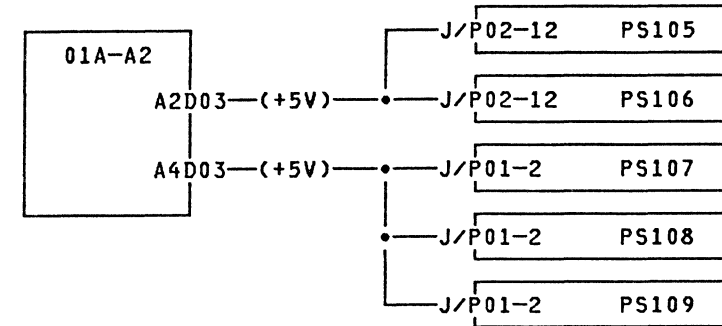 J/P02-12 PS105
01A-A2
A2D03-(+5V) J/P02-12 PS106
A4D03-(+5V) J/P01-2 PS107
J/P01-2 PS108
J/P01-2 PS109